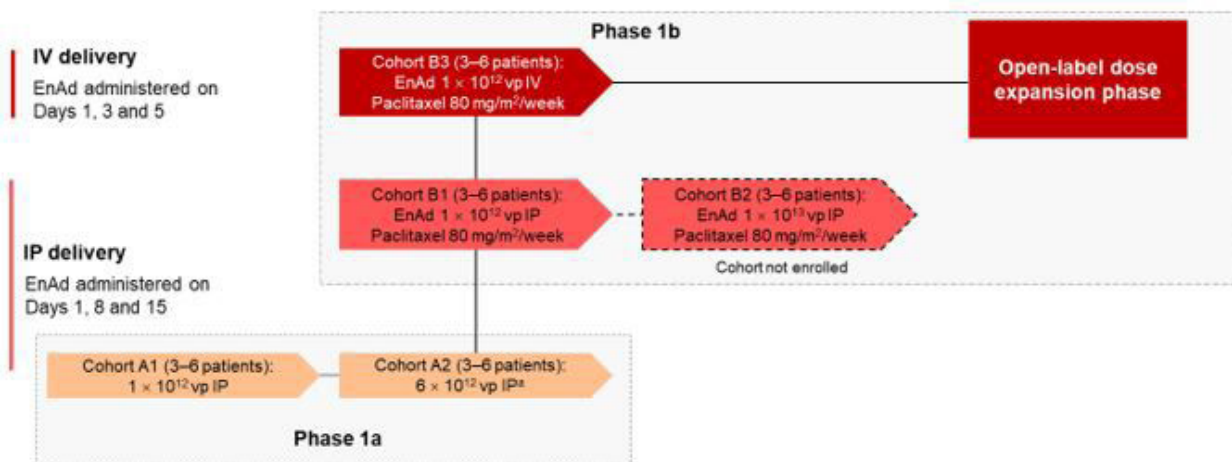 Phase 1b
IV delivery
EnAd administered on
Days 1, 3 and 5
Cohort B3 (3–6 patients):
EnAd 1 × 10¹² vp IV
Paclitaxel 80 mg/m²/week
Open-label dose
expansion phase
IP delivery
EnAd administered on
Days 1, 8 and 15
Cohort B1 (3–6 patients):
EnAd 1 × 10¹² vp IP
Paclitaxel 80 mg/m²/week
Cohort B2 (3–6 patients):
EnAd 1 × 10¹³ vp IP
Paclitaxel 80 mg/m²/week
Cohort not enrolled
Cohort A1 (3–6 patients):
1 × 10¹² vp IP
Cohort A2 (3–6 patients):
6 × 10¹² vp IPᵃ
Phase 1a